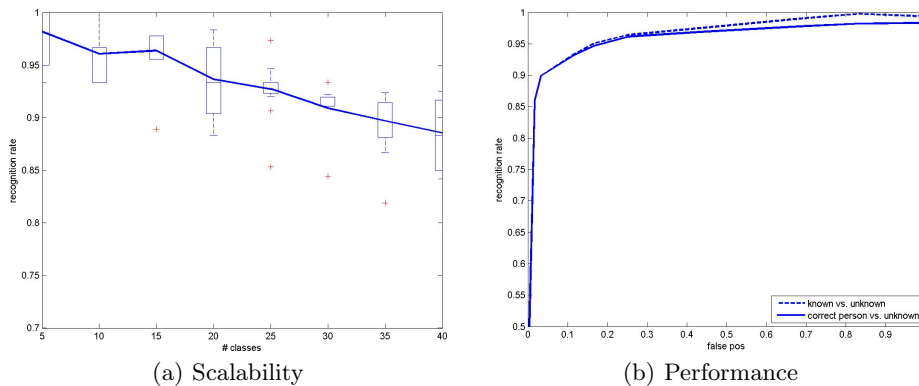 1
0.95
0.9
0.85
0.8
0.75
0.7
recognition rate
5 10 15 20 25 30 35 40
# classes
(a) Scalability
1
0.95
0.9
0.85
0.8
0.75
0.7
0.65
0.6
0.55
0.5
recognition rate
known vs. unknown
correct person vs. unknown
0 0.1 0.2 0.3 0.4 0.5 0.6 0.7 0.8 0.9
false pos
(b) Performance